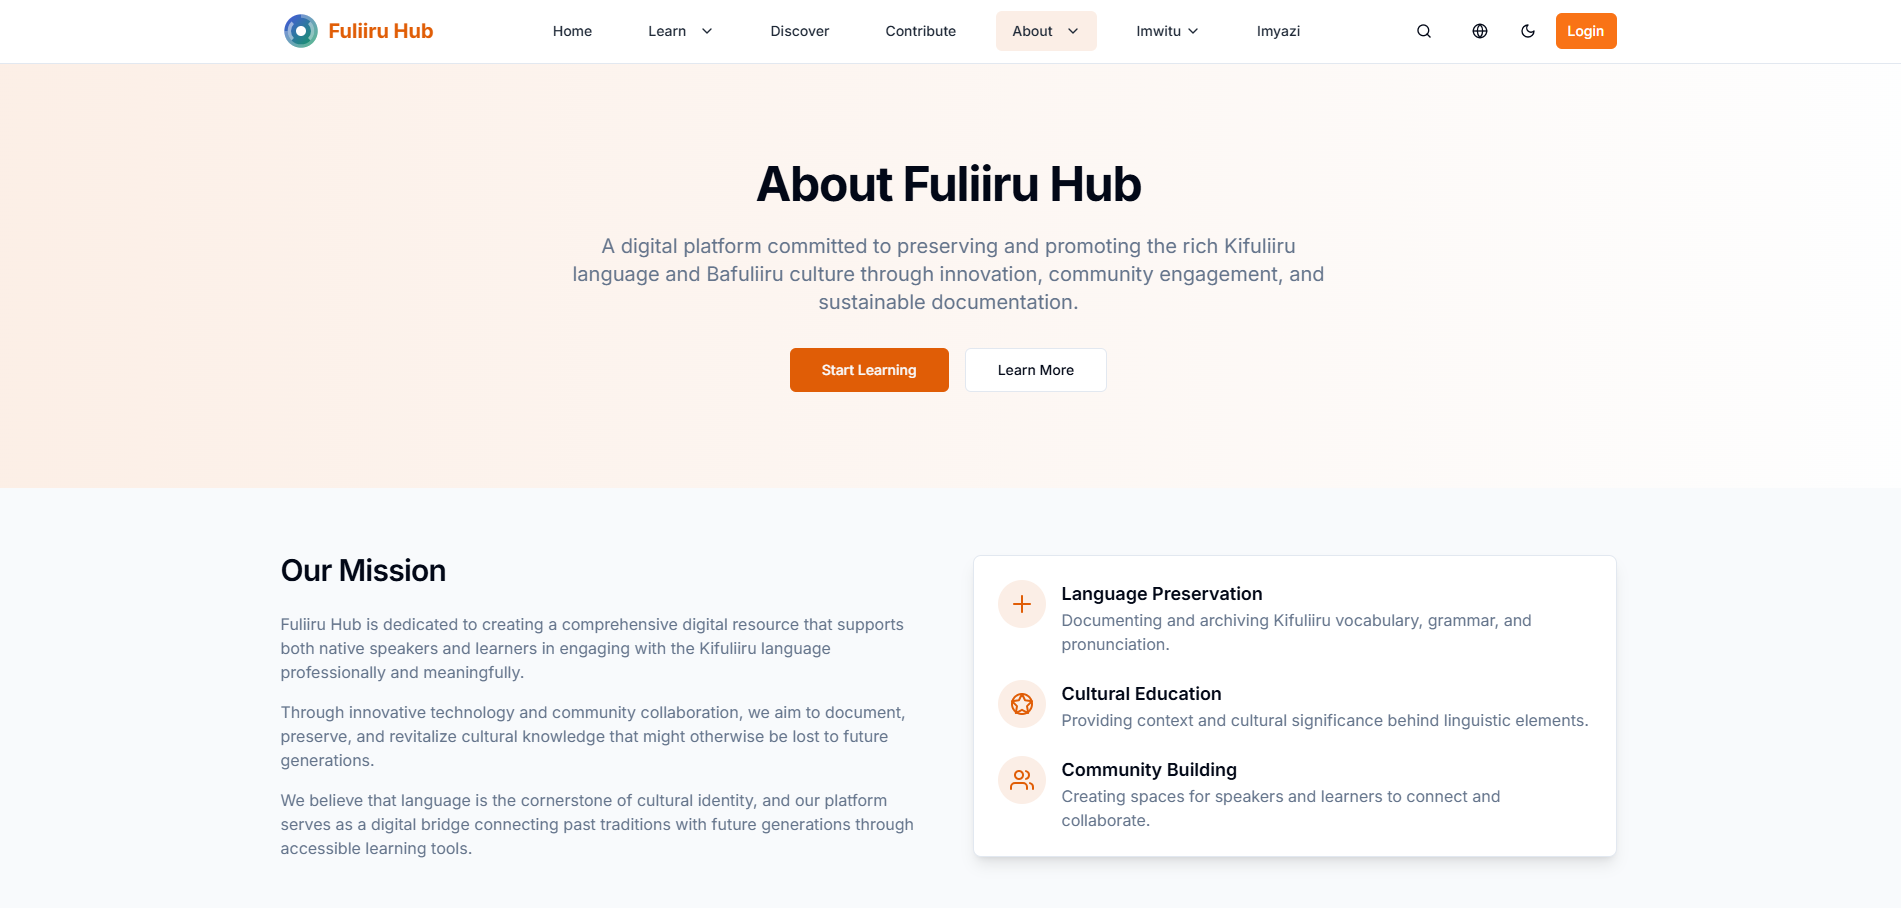 Fuliiru Hub
Home
Learn
Discover
Contribute
About
Imwitu
Imyazi
Login
About Fuliiru Hub
A digital platform committed to preserving and promoting the rich Kifuliiru
language and Bafuliiru culture through innovation, community engagement, and
sustainable documentation.
Start Learning
Learn More
Our Mission
Fuliiru Hub is dedicated to creating a comprehensive digital resource that supports
both native speakers and learners in engaging with the Kifuliiru language
professionally and meaningfully.
Through innovative technology and community collaboration, we aim to document,
preserve, and revitalize cultural knowledge that might otherwise be lost to future
generations.
We believe that language is the cornerstone of cultural identity, and our platform
serves as a digital bridge connecting past traditions with future generations through
accessible learning tools.
Language Preservation
Documenting and archiving Kifuliiru vocabulary, grammar, and
pronunciation.
Cultural Education
Providing context and cultural significance behind linguistic elements.
Community Building
Creating spaces for speakers and learners to connect and
collaborate.